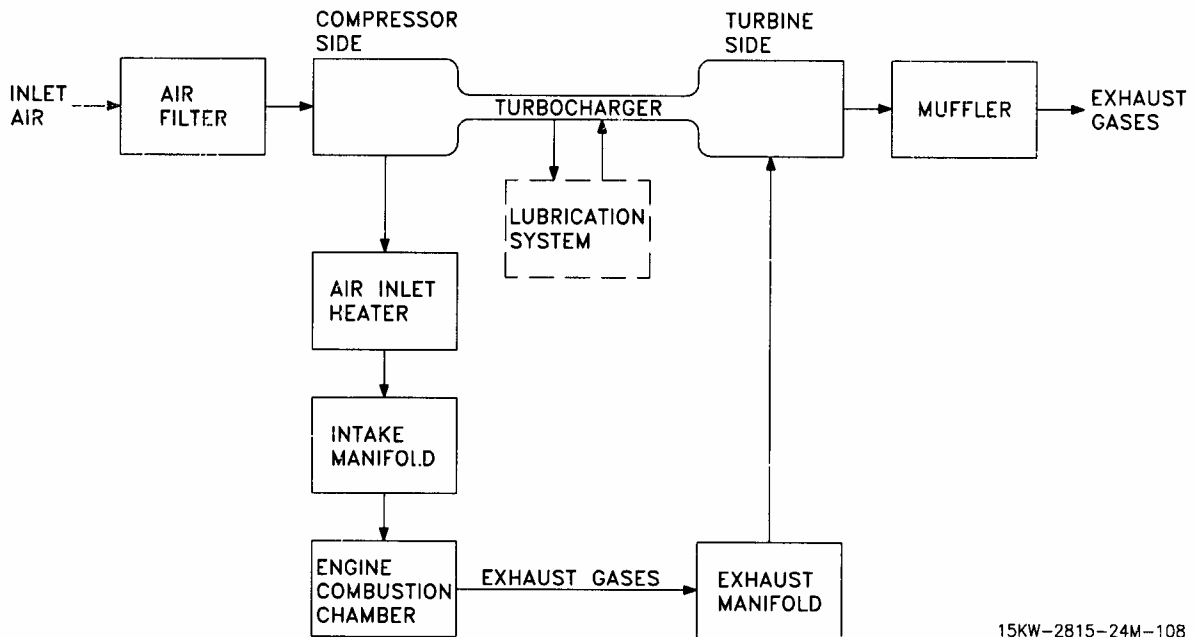 COMPRESSOR
SIDE
TURBINE
SIDE
INLET
AIR
AIR
FILTER
TURBOCHARGER
MUFFLER
EXHAUST
GASES
LUBRICATION
SYSTEM
AIR INLET
HEATER
INTAKE
MANIFOLD
ENGINE
COMBUSTION
CHAMBER
EXHAUST GASES
EXHAUST
MANIFOLD
15KW-2815-24M-108